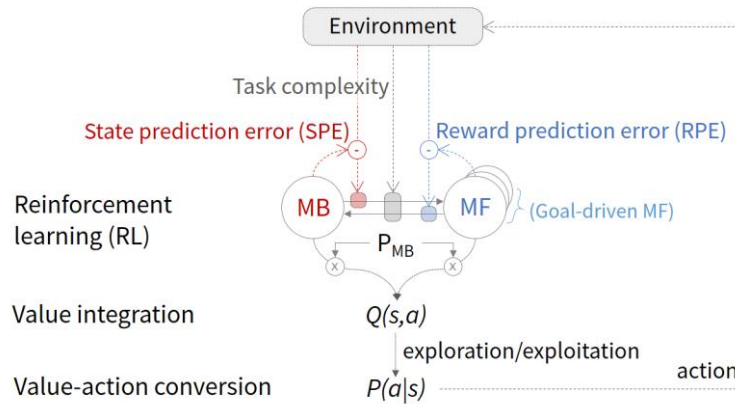 Environment
Task complexity
State prediction error (SPE)
Reward prediction error (RPE)
-
-
Reinforcement
learning (RL)
MB
MF
(Goal-driven MF)
P_MB
x
x
Value integration
Q(s,a)
exploration/exploitation
action
Value-action conversion
P(a|s)